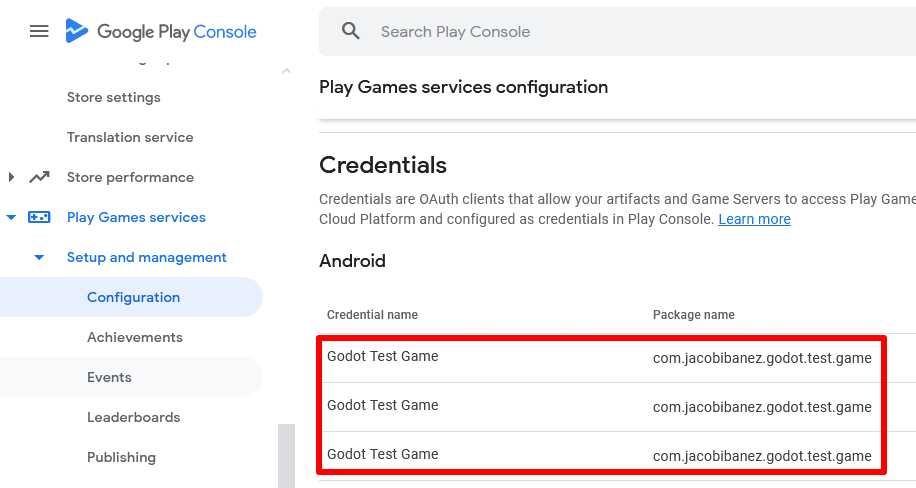 Google Play Console
Search Play Console
Store settings
Translation service
Store performance
Play Games services
Setup and management
Configuration
Achievements
Events
Leaderboards
Publishing
Play Games services configuration
Credentials
Credentials are OAuth clients that allow your artifacts and Game Servers to access Play Game
Cloud Platform and configured as credentials in Play Console. Learn more
Android
Credential name Package name
Godot Test Game com.jacobibanez.godot.test.game
Godot Test Game com.jacobibanez.godot.test.game
Godot Test Game com.jacobibanez.godot.test.game